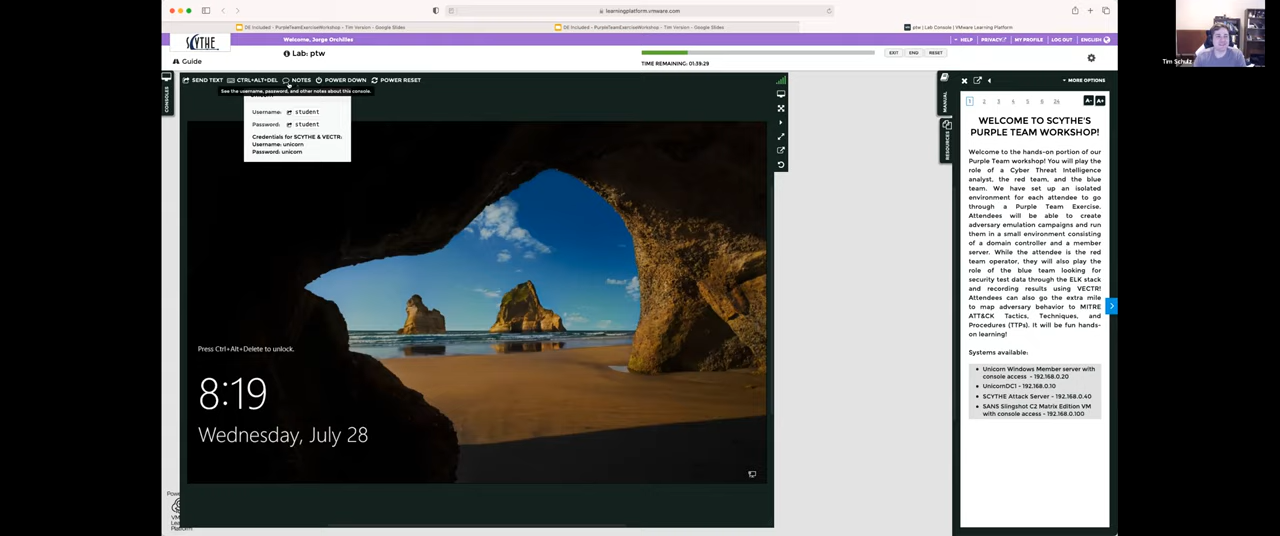 learningplatform.vmware.com
DE Included - PurpleTeamExerciseWorkshop - Tim Version - Google Slides
DE Included - PurpleTeamExerciseWorkshop - Tim Version - Google Slides
ptw | Lab Console | VMware Learning Platform
SCYTHE
Welcome, Jorge Orchilles
HELP
PRIVACY
MY PROFILE
LOG OUT
ENGLISH
Guide
Lab: ptw
TIME REMAINING: 01:39:29
EXIT
END
RESET
Tim Schulz
CONSOLES
SEND TEXT
CTRL+ALT+DEL
NOTES
POWER DOWN
POWER RESET
See the username, password, and other notes about this console.
Username: student
Password: student
Credentials for SCYTHE & VECTR:
Username: unicorn
Password: unicorn
Press Ctrl+Alt+Delete to unlock.
8:19
Wednesday, July 28
MANUAL
RESOURCES
MORE OPTIONS
1 2 3 4 5 6 24
A- A+
WELCOME TO SCYTHE'S
PURPLE TEAM WORKSHOP!
Welcome to the hands-on portion of our
Purple Team workshop! You will play the
role of a Cyber Threat Intelligence
analyst, the red team, and the blue
team. We have set up an isolated
environment for each attendee to go
through a Purple Team Exercise.
Attendees will be able to create
adversary emulation campaigns and run
them in a small environment consisting
of a domain controller and a member
server. While the attendee is the red
team operator, they will also play the
role of the blue team looking for
security test data through the ELK stack
and recording results using VECTR!
Attendees can also go the extra mile
to map adversary behavior to MITRE
ATT&CK Tactics, Techniques, and
Procedures (TTPs). It will be fun hands-
on learning!
Systems available:
Unicorn Windows Member server with
console access - 192.168.0.20
UnicornDC1 - 192.168.0.10
SCYTHE Attack Server - 192.168.0.40
SANS Slingshot C2 Matrix Edition VM
with console access - 192.168.0.100